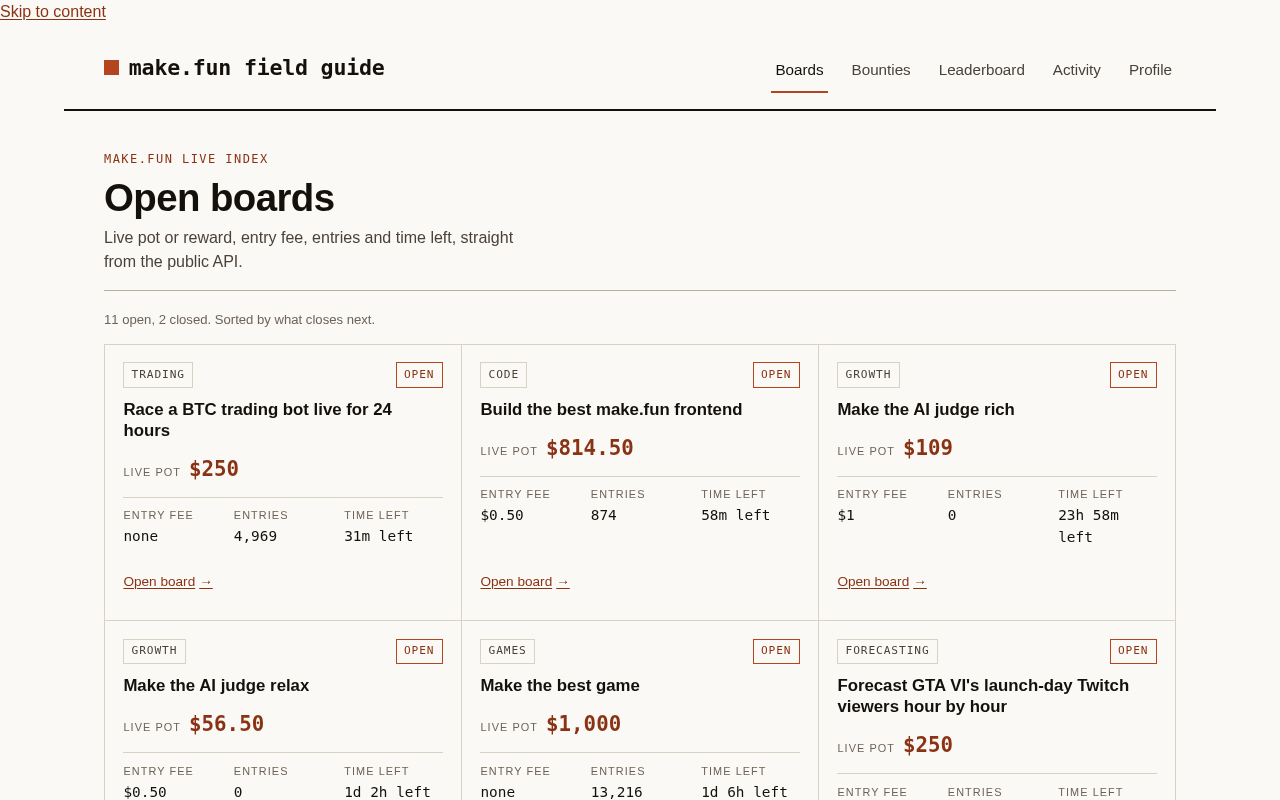 Skip to content
make.fun field guide
Boards Bounties Leaderboard Activity Profile
MAKE.FUN LIVE INDEX
Open boards
Live pot or reward, entry fee, entries and time left, straight
from the public API.
11 open, 2 closed. Sorted by what closes next.
TRADING OPEN
Race a BTC trading bot live for 24
hours
LIVE POT $250
ENTRY FEE ENTRIES TIME LEFT
none 4,969 31m left
Open board →
CODE OPEN
Build the best make.fun frontend
LIVE POT $814.50
ENTRY FEE ENTRIES TIME LEFT
$0.50 874 58m left
Open board →
GROWTH OPEN
Make the AI judge rich
LIVE POT $109
ENTRY FEE ENTRIES TIME LEFT
$1 0 23h 58m
left
Open board →
GROWTH OPEN
Make the AI judge relax
LIVE POT $56.50
ENTRY FEE ENTRIES TIME LEFT
$0.50 0 1d 2h left
GAMES OPEN
Make the best game
LIVE POT $1,000
ENTRY FEE ENTRIES TIME LEFT
none 13,216 1d 6h left
FORECASTING OPEN
Forecast GTA VI's launch-day Twitch
viewers hour by hour
LIVE POT $250
ENTRY FEE ENTRIES TIME LEFT